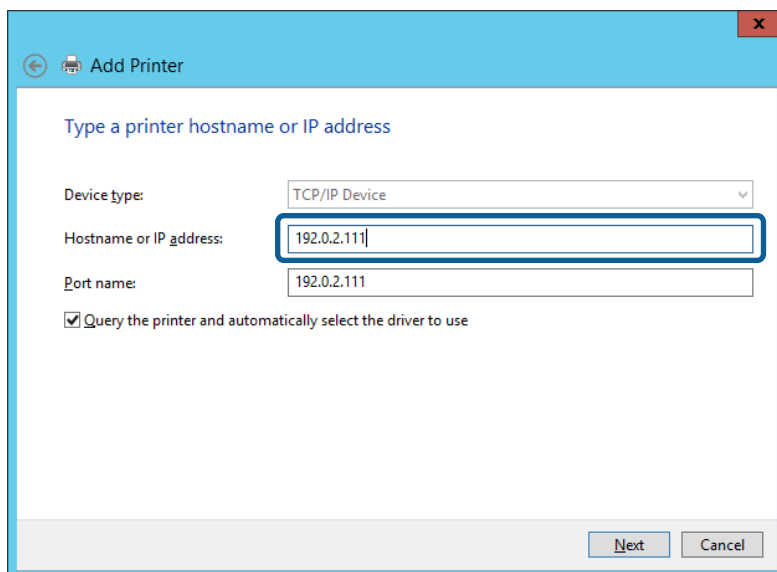 x
Add Printer
Type a printer hostname or IP address
Device type: TCP/IP Device
Hostname or IP address: 192.0.2.111
Port name: 192.0.2.111
Query the printer and automatically select the driver to use
Next Cancel